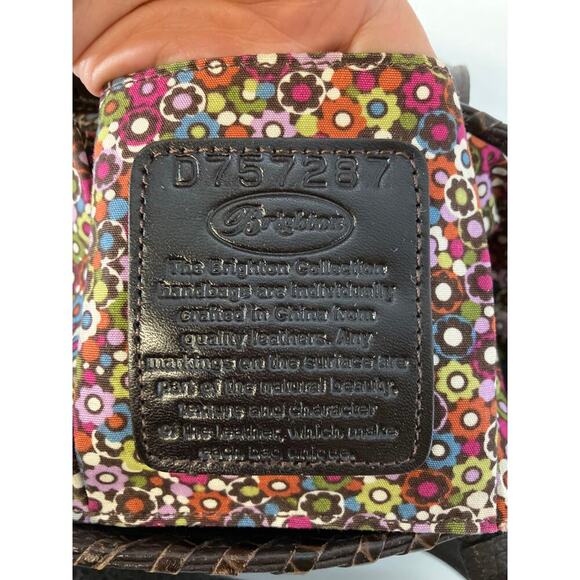 D757287
Brighton
The Brighton Collection
handbags are individually
crafted in China from
quality leathers. Any
markings on the surface are
part of the natural beauty,
texture and character
of the leather, which make
each bag unique.